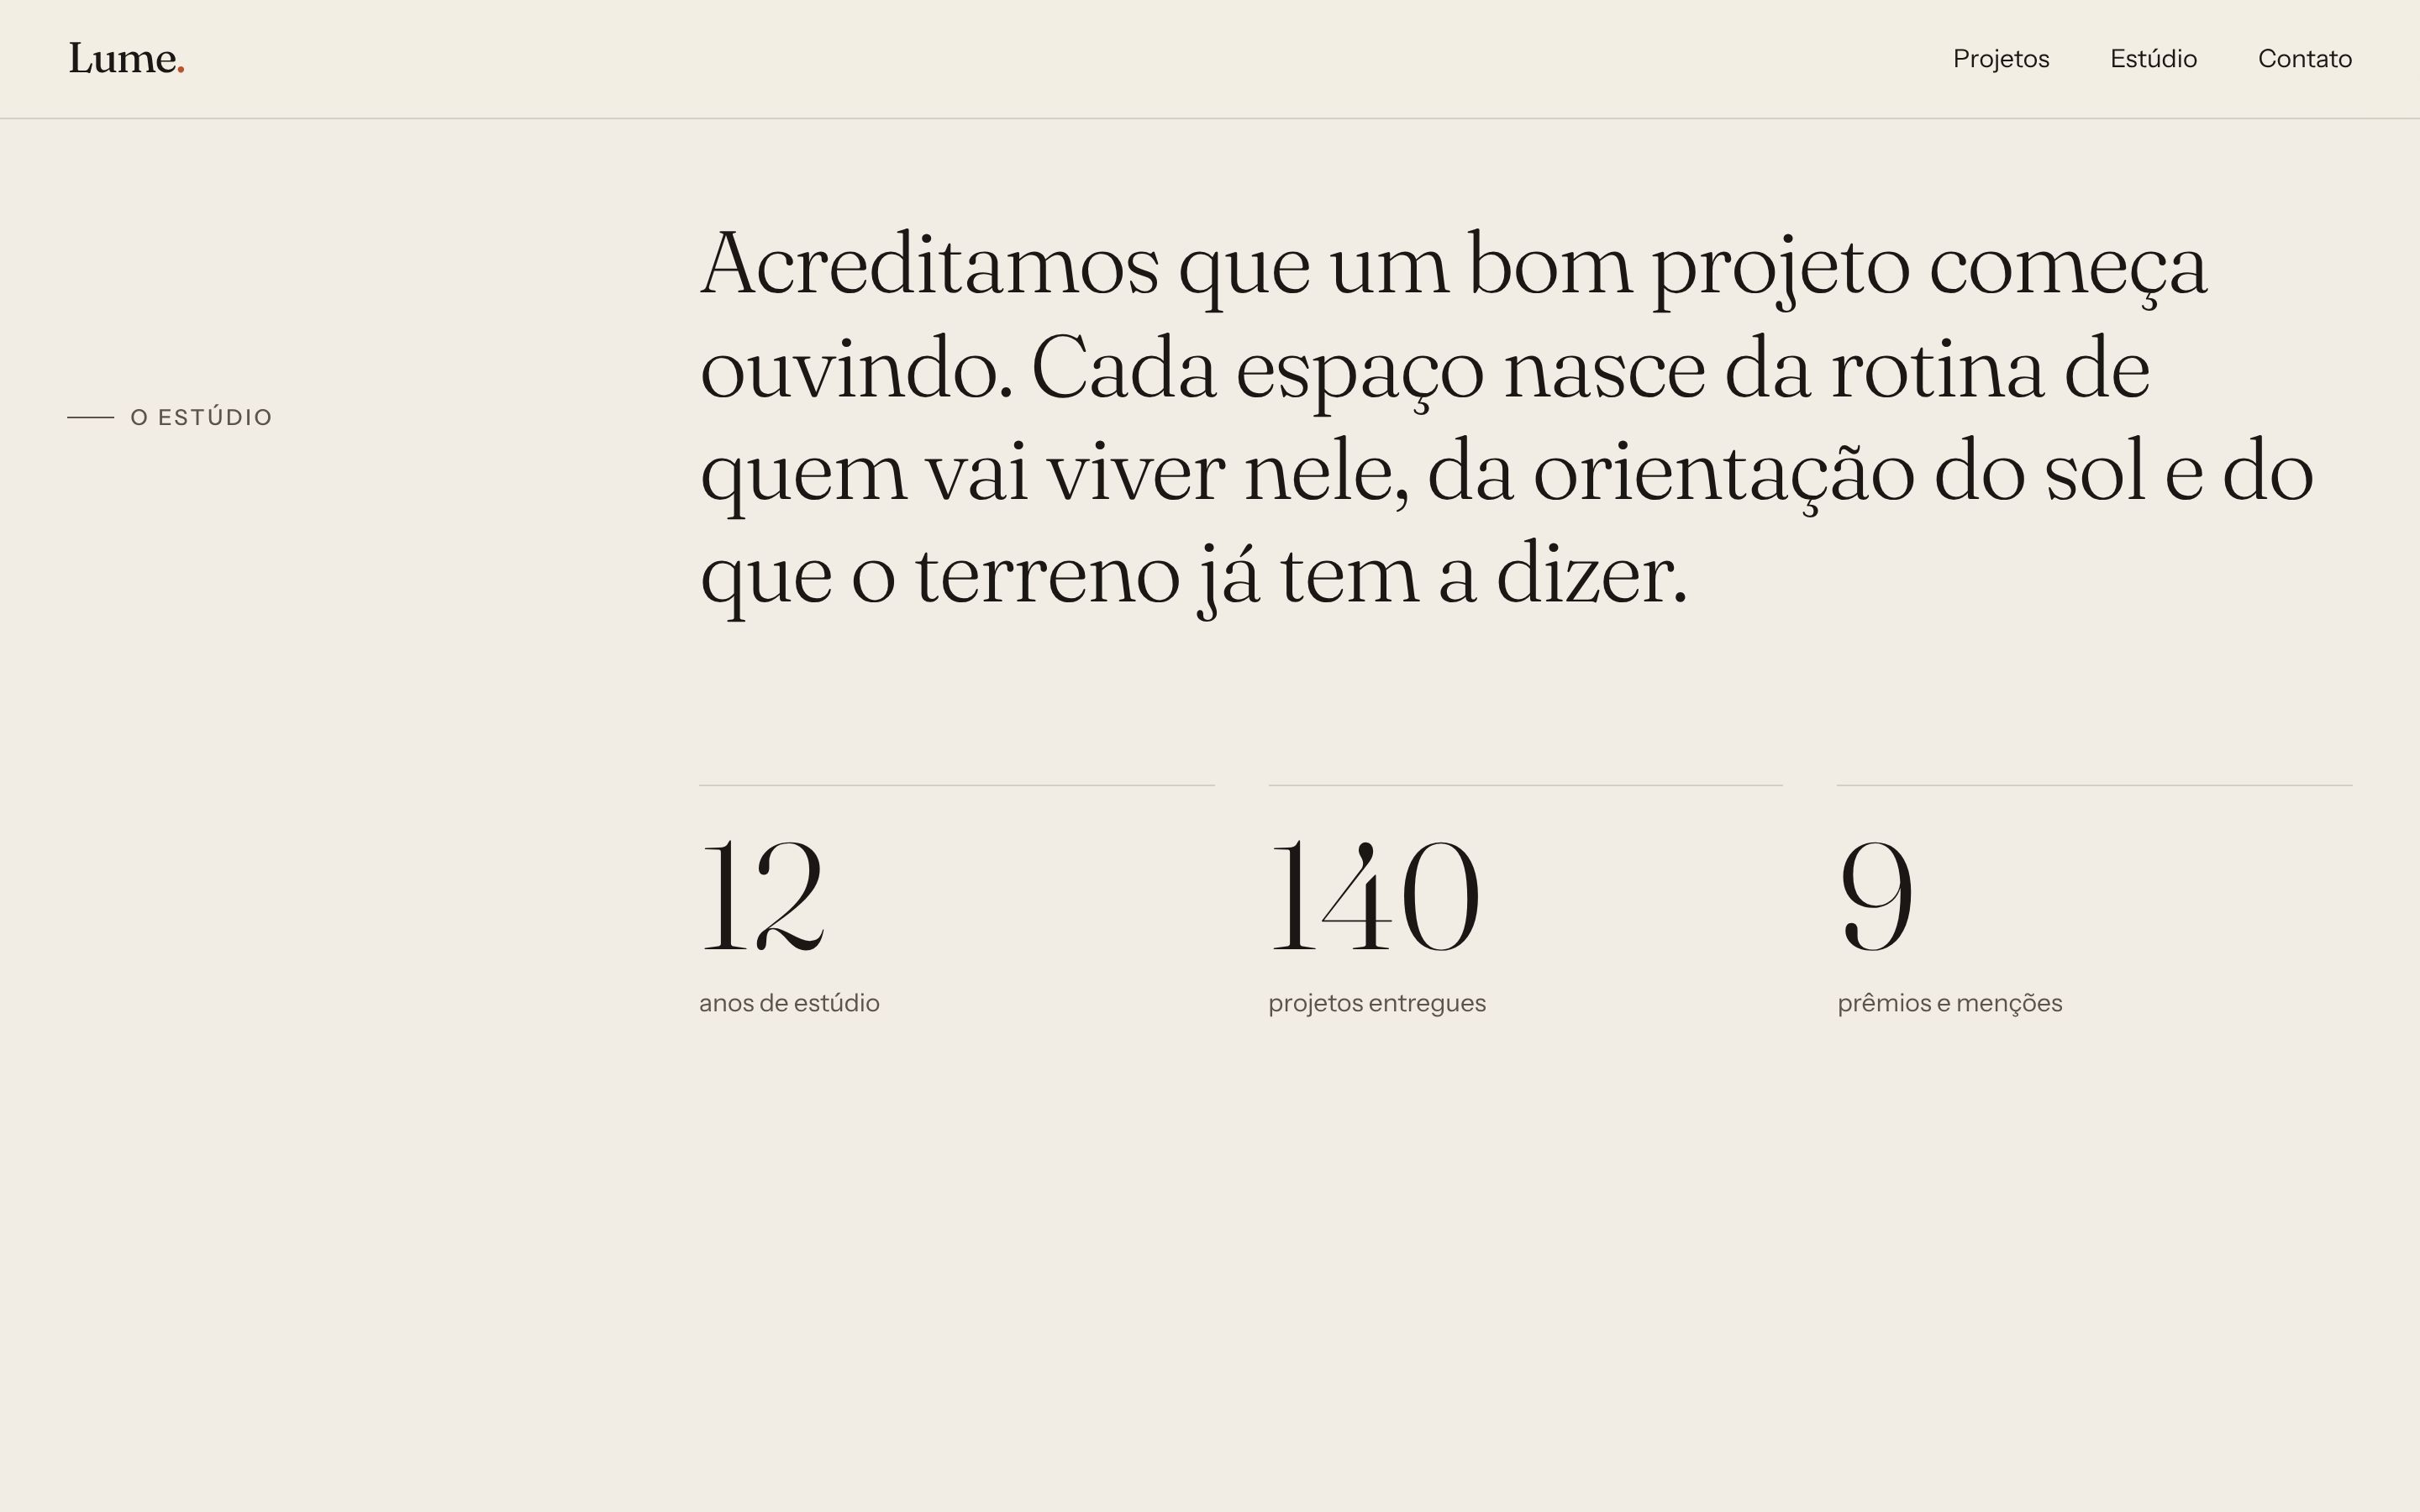 Lume.
Projetos
Estúdio
Contato
O ESTÚDIO
Acreditamos que um bom projeto começa
ouvindo. Cada espaço nasce da rotina de
quem vai viver nele, da orientação do sol e do
que o terreno já tem a dizer.
12
anos de estúdio
140
projetos entregues
9
prêmios e menções